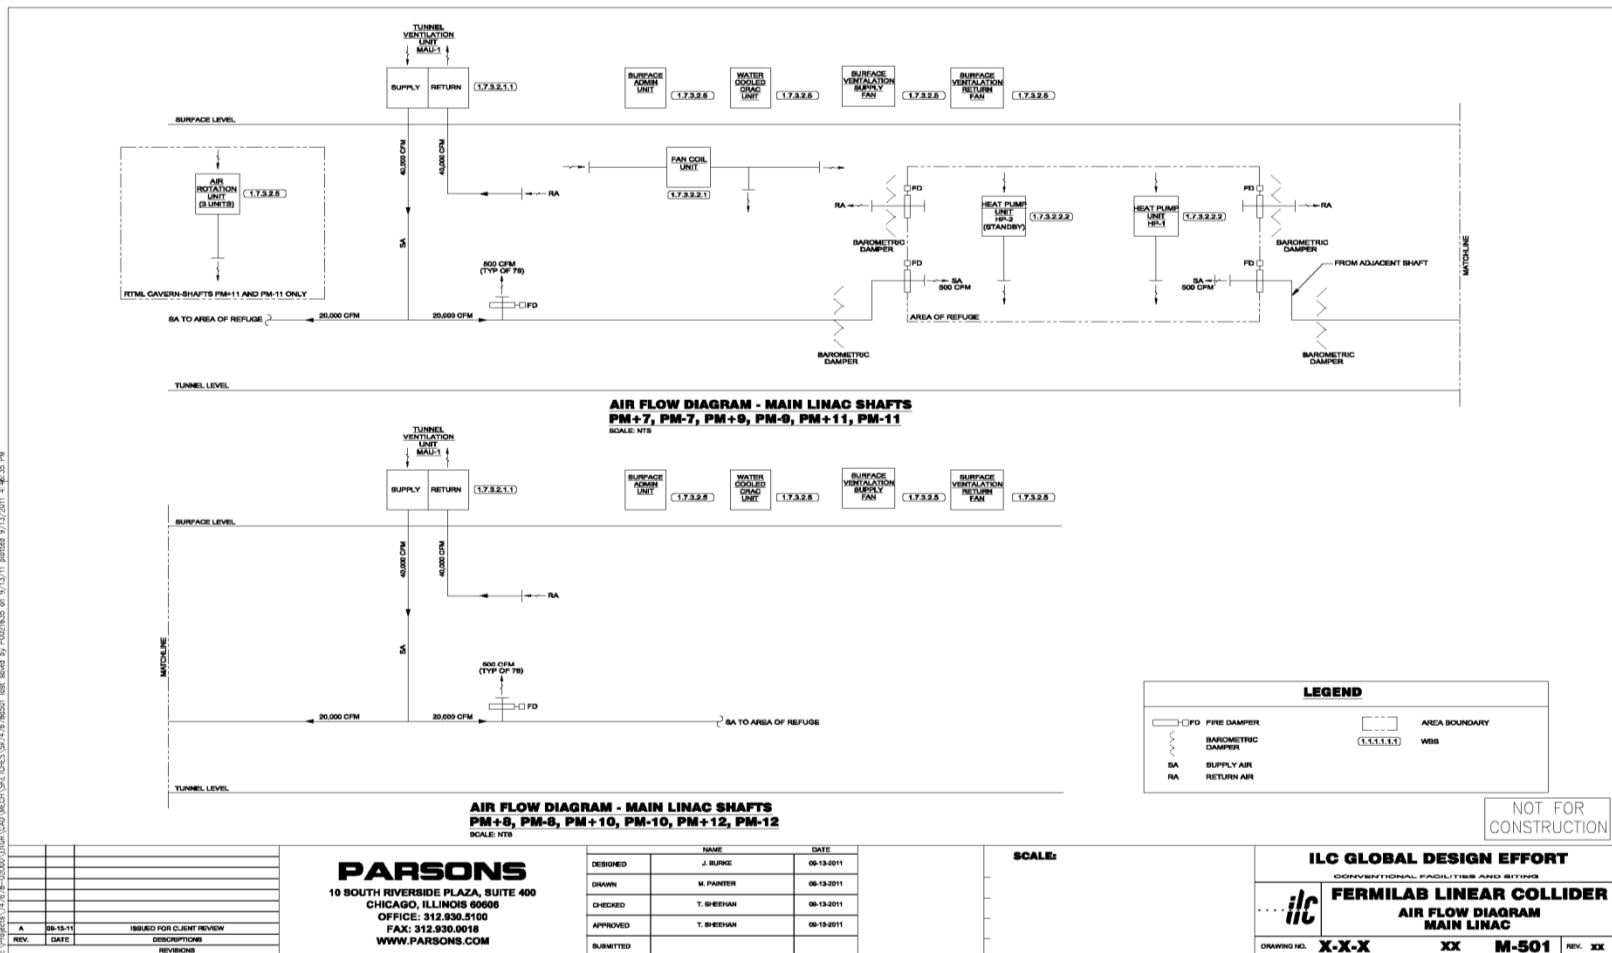 TUNNEL
VENTILATION
UNIT
MAU-1
SUPPLY
RETURN
1.7.3.2.1.1
SURFACE
ADMIN
UNIT
1.7.3.2.5
WATER
COOLED
CRAC
UNIT
1.7.3.2.5
SURFACE
VENTALATION
SUPPLY
FAN
1.7.3.2.5
SURFACE
VENTALATION
RETURN
FAN
1.7.3.2.5
SURFACE LEVEL
40,000 CFM
40,000 CFM
SA
RA
AIR
ROTATION
UNIT
(3 UNITS)
1.7.3.2.5
RTML CAVERN-SHAFTS PM+11 AND PM-11 ONLY
FAN COIL
UNIT
1.7.3.2.2.1
500 CFM
(TYP OF 76)
FD
SA TO AREA OF REFUGE
20,000 CFM
20,000 CFM
RA
FD
BAROMETRIC
DAMPER
FD
SA
500 CFM
HEAT PUMP
UNIT
HP-2
(STANDBY)
1.7.3.2.2.2
HEAT PUMP
UNIT
HP-1
1.7.3.2.2.2
FD
RA
BAROMETRIC
DAMPER
FD
SA
500 CFM
FROM ADJACENT SHAFT
AREA OF REFUGE
BAROMETRIC
DAMPER
BAROMETRIC
DAMPER
MATCHLINE
TUNNEL LEVEL
AIR FLOW DIAGRAM - MAIN LINAC SHAFTS
PM+7, PM-7, PM+9, PM-9, PM+11, PM-11
SCALE: NTS
TUNNEL
VENTILATION
UNIT
MAU-1
SUPPLY
RETURN
1.7.3.2.1.1
SURFACE
ADMIN
UNIT
1.7.3.2.5
WATER
COOLED
CRAC
UNIT
1.7.3.2.5
SURFACE
VENTALATION
SUPPLY
FAN
1.7.3.2.5
SURFACE
VENTALATION
RETURN
FAN
1.7.3.2.5
SURFACE LEVEL
40,000 CFM
40,000 CFM
SA
RA
MATCHLINE
500 CFM
(TYP OF 76)
FD
20,000 CFM
20,000 CFM
SA TO AREA OF REFUGE
TUNNEL LEVEL
AIR FLOW DIAGRAM - MAIN LINAC SHAFTS
PM+8, PM-8, PM+10, PM-10, PM+12, PM-12
SCALE: NTS
LEGEND
FD FIRE DAMPER
BAROMETRIC
DAMPER
SA SUPPLY AIR
RA RETURN AIR
AREA BOUNDARY
1.1.1.1.1.1 WBS
NOT FOR
CONSTRUCTION
A 09-13-11 ISSUED FOR CLIENT REVIEW
REV. DATE DESCRIPTIONS
REVISIONS
PARSONS
10 SOUTH RIVERSIDE PLAZA, SUITE 400
CHICAGO, ILLINOIS 60606
OFFICE: 312.930.5100
FAX: 312.930.0018
WWW.PARSONS.COM
NAME DATE
DESIGNED J. BURKE 09-13-2011
DRAWN M. PAINTER 09-13-2011
CHECKED T. SHEEHAN 09-13-2011
APPROVED T. SHEEHAN 09-13-2011
SUBMITTED
SCALE:
ILC GLOBAL DESIGN EFFORT
CONVENTIONAL FACILITIES AND SITING
ilc
FERMILAB LINEAR COLLIDER
AIR FLOW DIAGRAM
MAIN LINAC
DRAWING NO. X-X-X XX M-501 REV. XX